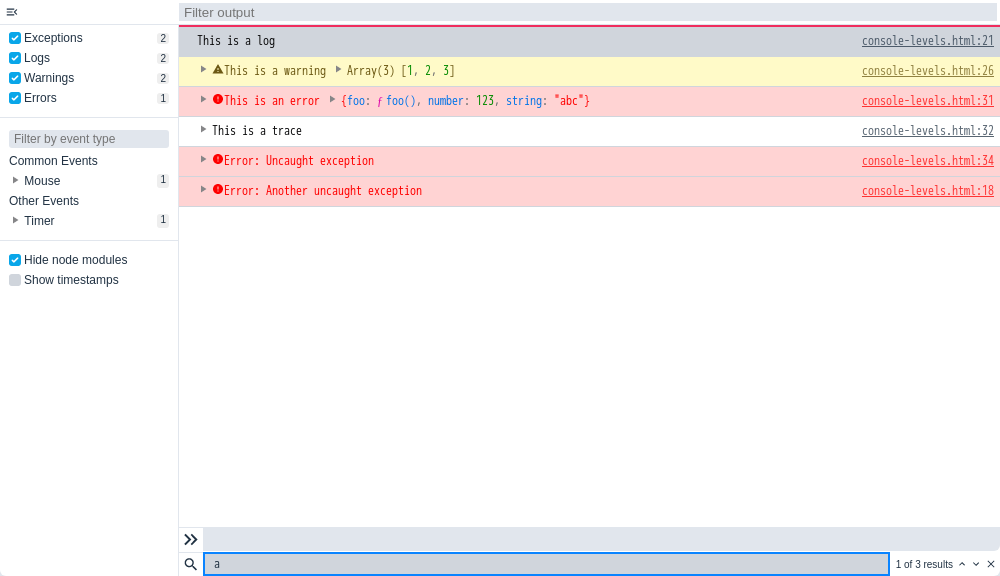 Filter output
Exceptions 2
Logs 2
Warnings 2
Errors 1
Filter by event type
Common Events
Mouse 1
Other Events
Timer 1
Hide node modules
Show timestamps
This is a log console-levels.html:21
This is a warning Array(3) [1, 2, 3] console-levels.html:26
This is an error {foo: ƒ foo(), number: 123, string: "abc"} console-levels.html:31
This is a trace console-levels.html:32
Error: Uncaught exception console-levels.html:34
Error: Another uncaught exception console-levels.html:18
a 1 of 3 results